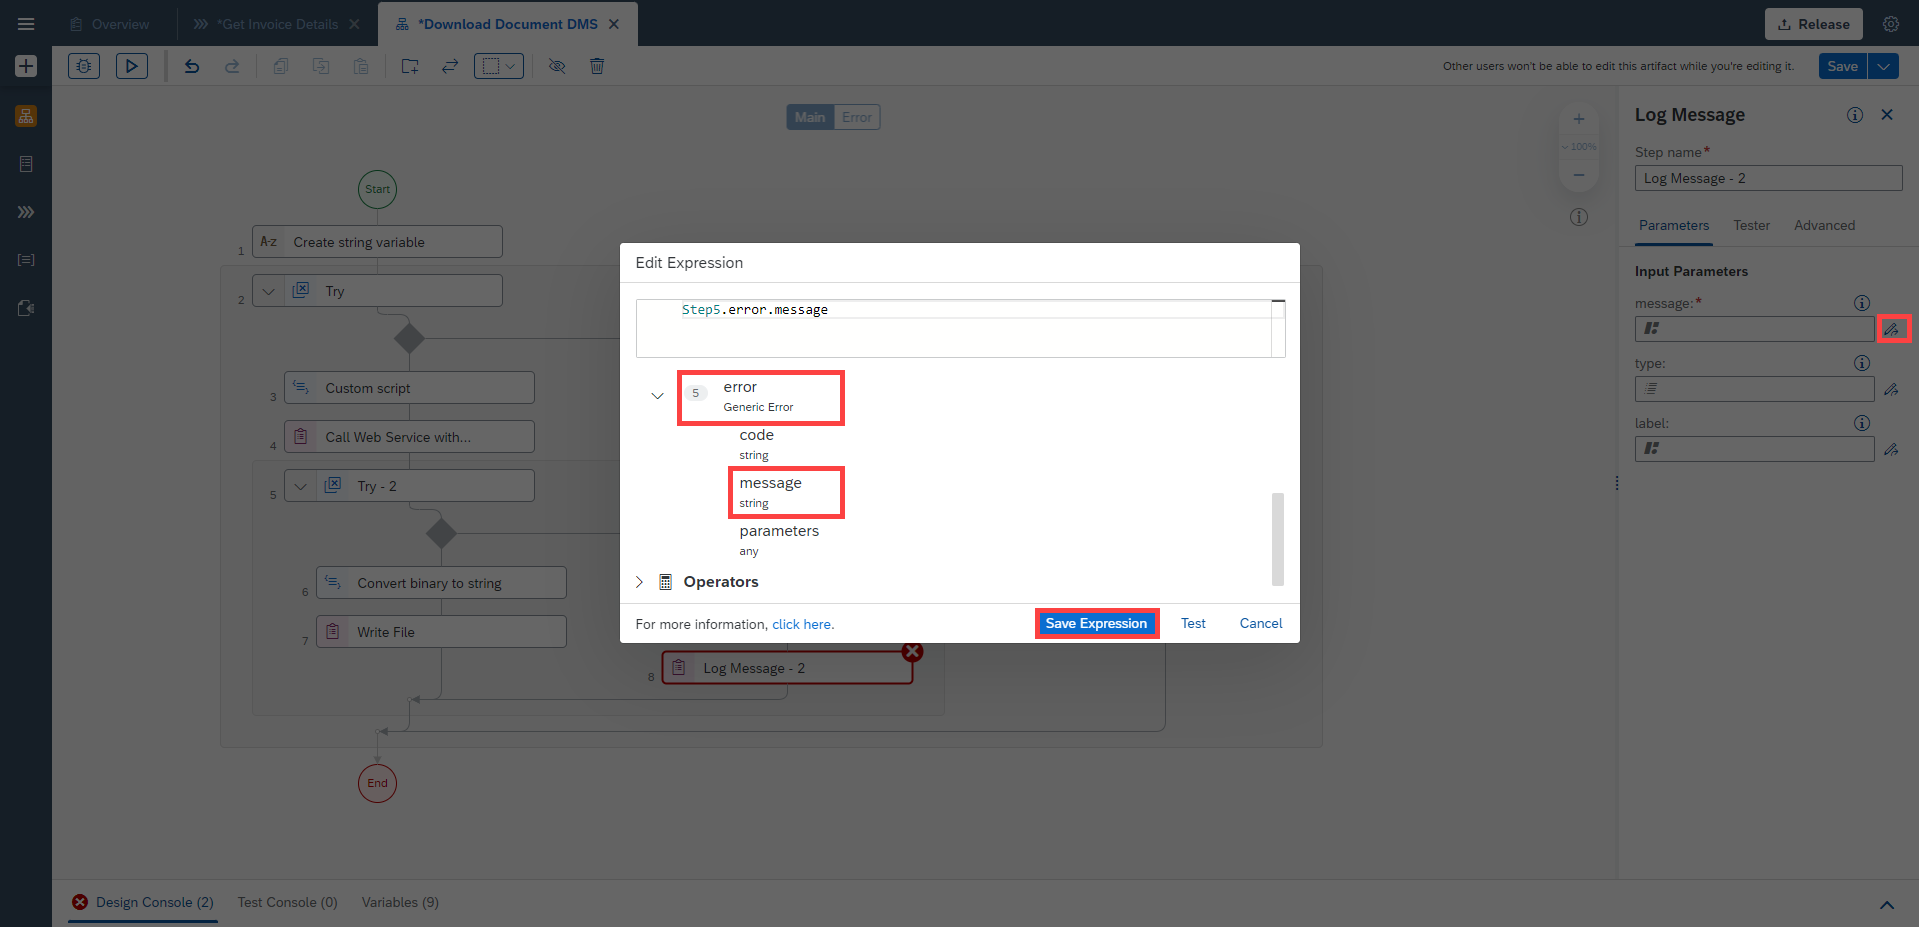 Overview
*Get Invoice Details
*Download Document DMS
Release
Other users won't be able to edit this artifact while you're editing it.
Save
Main
Error
100%
Start
1
A-z
Create string variable
2
Try
3
Custom script
4
Call Web Service with...
5
Try - 2
6
Convert binary to string
7
Write File
8
Log Message - 2
End
Edit Expression
Step5.error.message
5
error
Generic Error
code
string
message
string
parameters
any
Operators
For more information, click here.
Save Expression
Test
Cancel
Log Message
Step name*
Log Message - 2
Parameters
Tester
Advanced
Input Parameters
message:*
type:
label:
Design Console (2)
Test Console (0)
Variables (9)